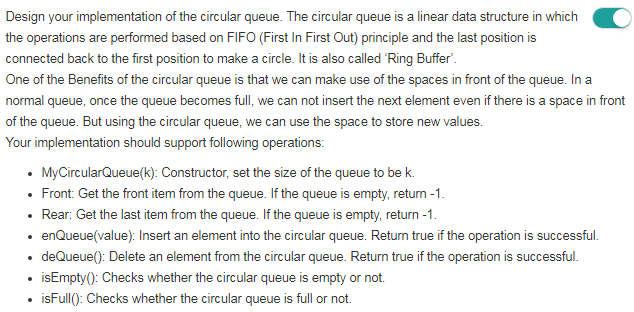 Design your implementation of the circular queue. The circular queue is a linear data structure in which
the operations are performed based on FIFO (First In First Out) principle and the last position is
connected back to the first position to make a circle. It is also called ‘Ring Buffer’.
One of the Benefits of the circular queue is that we can make use of the spaces in front of the queue. In a
normal queue, once the queue becomes full, we can not insert the next element even if there is a space in front
of the queue. But using the circular queue, we can use the space to store new values.
Your implementation should support following operations:
• MyCircularQueue(k): Constructor, set the size of the queue to be k.
• Front: Get the front item from the queue. If the queue is empty, return -1.
• Rear: Get the last item from the queue. If the queue is empty, return -1.
• enQueue(value): Insert an element into the circular queue. Return true if the operation is successful.
• deQueue(): Delete an element from the circular queue. Return true if the operation is successful.
• isEmpty(): Checks whether the circular queue is empty or not.
• isFull(): Checks whether the circular queue is full or not.